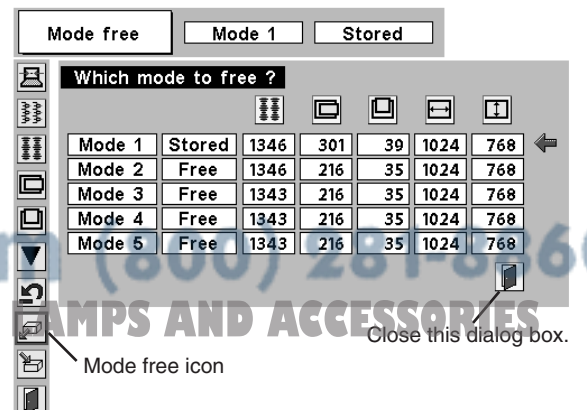 Mode free Mode 1 Stored
Which mode to free ?
Mode 1 Stored 1346 301 39 1024 768
Mode 2 Free 1346 216 35 1024 768
Mode 3 Free 1343 216 35 1024 768
Mode 4 Free 1343 216 35 1024 768
Mode 5 Free 1343 216 35 1024 768
(800) 281-886
LAMPS AND ACCESSORIES
Close this dialog box.
Mode free icon